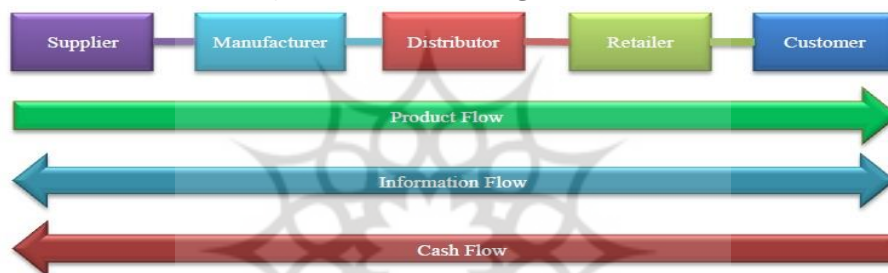 Supplier Manufacturer Distributor Retailer Customer
Product Flow
Information Flow
Cash Flow